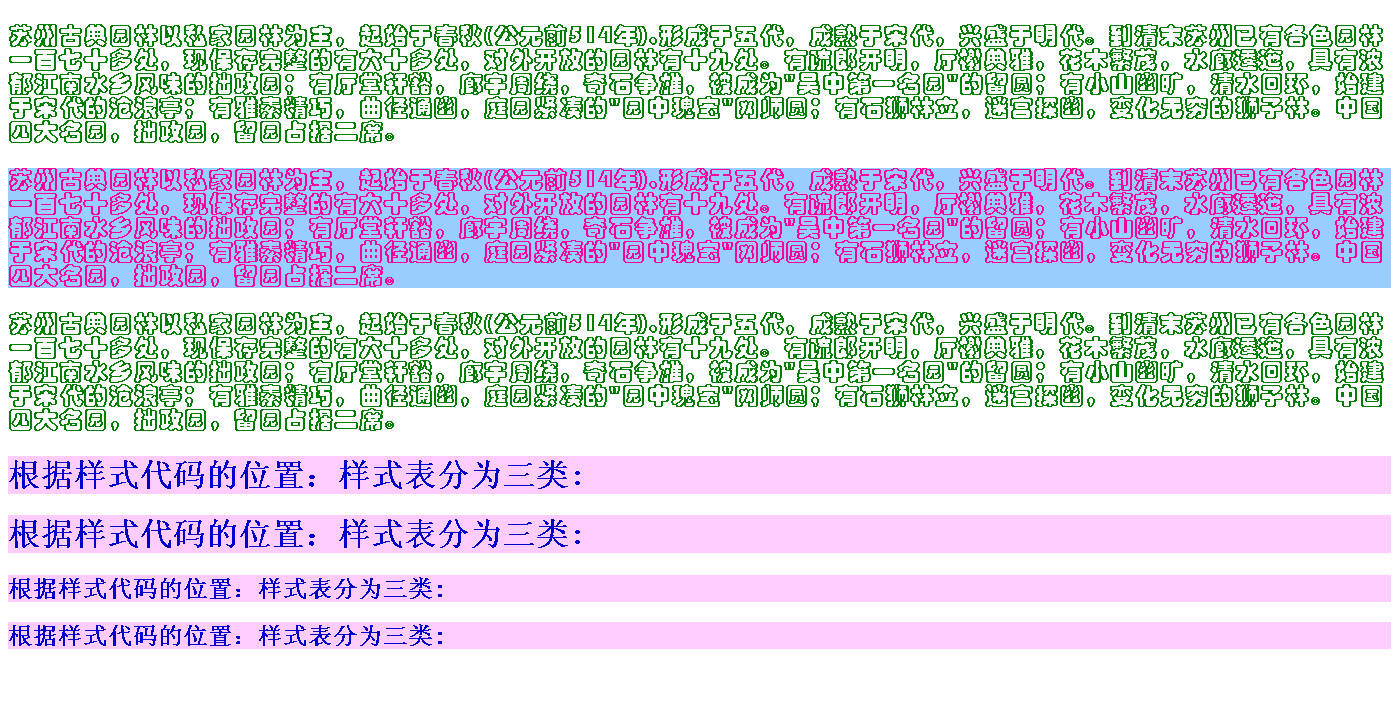 苏州古典园林以私家园林为主，起始于春秋(公元前514年),形成于五代，成熟于宋代，兴盛于明代。到清末苏州已有各色园林
一百七十多处，现保存完整的有六十多处，对外开放的园林有十九处。有疏郎开明，厅榭典雅，花木繁茂，水廊逶迤，具有浓
郁江南水乡风味的拙政园；有厅堂轩豁，廊宇周绕，奇石争雄，被成为"吴中第一名园"的留园；有小山幽旷，清水回环，始建
于宋代的沧浪亭；有雅素精巧，曲径通幽，庭园紧凑的"园中瑰宝"网师园；有石狮林立，迷宫探幽，变化无穷的狮子林。中国
四大名园，拙政园，留园占据二席。
苏州古典园林以私家园林为主，起始于春秋(公元前514年),形成于五代，成熟于宋代，兴盛于明代。到清末苏州已有各色园林
一百七十多处，现保存完整的有六十多处，对外开放的园林有十九处。有疏郎开明，厅榭典雅，花木繁茂，水廊逶迤，具有浓
郁江南水乡风味的拙政园；有厅堂轩豁，廊宇周绕，奇石争雄，被成为"吴中第一名园"的留园；有小山幽旷，清水回环，始建
于宋代的沧浪亭；有雅素精巧，曲径通幽，庭园紧凑的"园中瑰宝"网师园；有石狮林立，迷宫探幽，变化无穷的狮子林。中国
四大名园，拙政园，留园占据二席。
苏州古典园林以私家园林为主，起始于春秋(公元前514年),形成于五代，成熟于宋代，兴盛于明代。到清末苏州已有各色园林
一百七十多处，现保存完整的有六十多处，对外开放的园林有十九处。有疏郎开明，厅榭典雅，花木繁茂，水廊逶迤，具有浓
郁江南水乡风味的拙政园；有厅堂轩豁，廊宇周绕，奇石争雄，被成为"吴中第一名园"的留园；有小山幽旷，清水回环，始建
于宋代的沧浪亭；有雅素精巧，曲径通幽，庭园紧凑的"园中瑰宝"网师园；有石狮林立，迷宫探幽，变化无穷的狮子林。中国
四大名园，拙政园，留园占据二席。
根据样式代码的位置：样式表分为三类：
根据样式代码的位置：样式表分为三类：
根据样式代码的位置：样式表分为三类：
根据样式代码的位置：样式表分为三类：